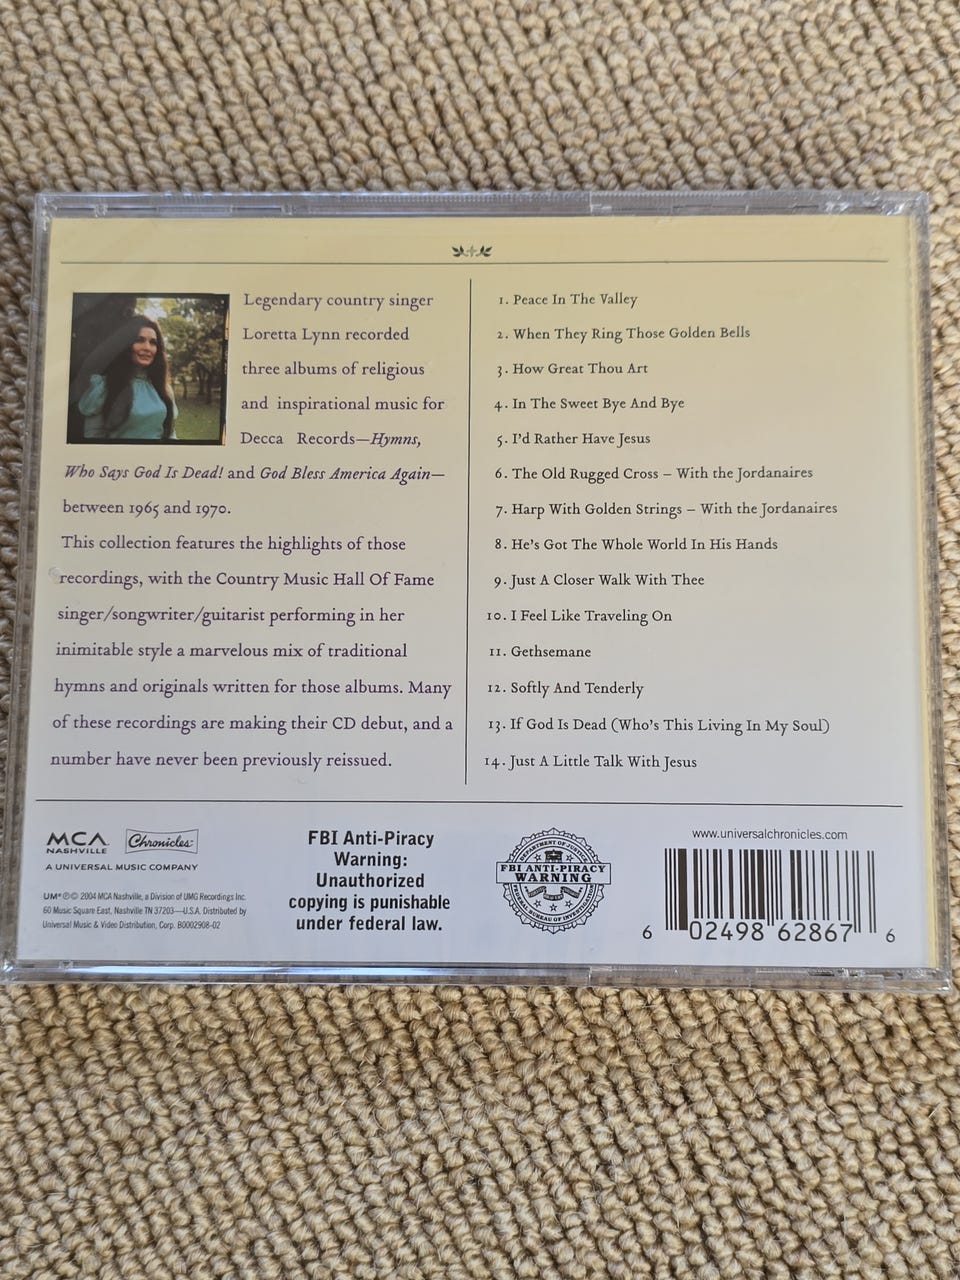 Legendary country singer
Loretta Lynn recorded
three albums of religious
and inspirational music for
Decca Records—Hymns,
Who Says God Is Dead! and God Bless America Again—
between 1965 and 1970.
This collection features the highlights of those
recordings, with the Country Music Hall Of Fame
singer/songwriter/guitarist performing in her
inimitable style a marvelous mix of traditional
hymns and originals written for those albums. Many
of these recordings are making their CD debut, and a
number have never been previously reissued.
1. Peace In The Valley
2. When They Ring Those Golden Bells
3. How Great Thou Art
4. In The Sweet Bye And Bye
5. I'd Rather Have Jesus
6. The Old Rugged Cross – With the Jordanaires
7. Harp With Golden Strings – With the Jordanaires
8. He's Got The Whole World In His Hands
9. Just A Closer Walk With Thee
10. I Feel Like Traveling On
11. Gethsemane
12. Softly And Tenderly
13. If God Is Dead (Who's This Living In My Soul)
14. Just A Little Talk With Jesus
MCA
NASHVILLE
Chronicles
A UNIVERSAL MUSIC COMPANY
UM® ℗© 2004 MCA Nashville, a Division of UMG Recordings Inc.
60 Music Square East, Nashville TN 37203—U.S.A. Distributed by
Universal Music & Video Distribution, Corp. B0002908-02
FBI Anti-Piracy
Warning:
Unauthorized
copying is punishable
under federal law.
DEPARTMENT OF JUSTICE
FBI ANTI-PIRACY
WARNING
FEDERAL BUREAU OF INVESTIGATION
www.universalchronicles.com
6 02498 62867 6